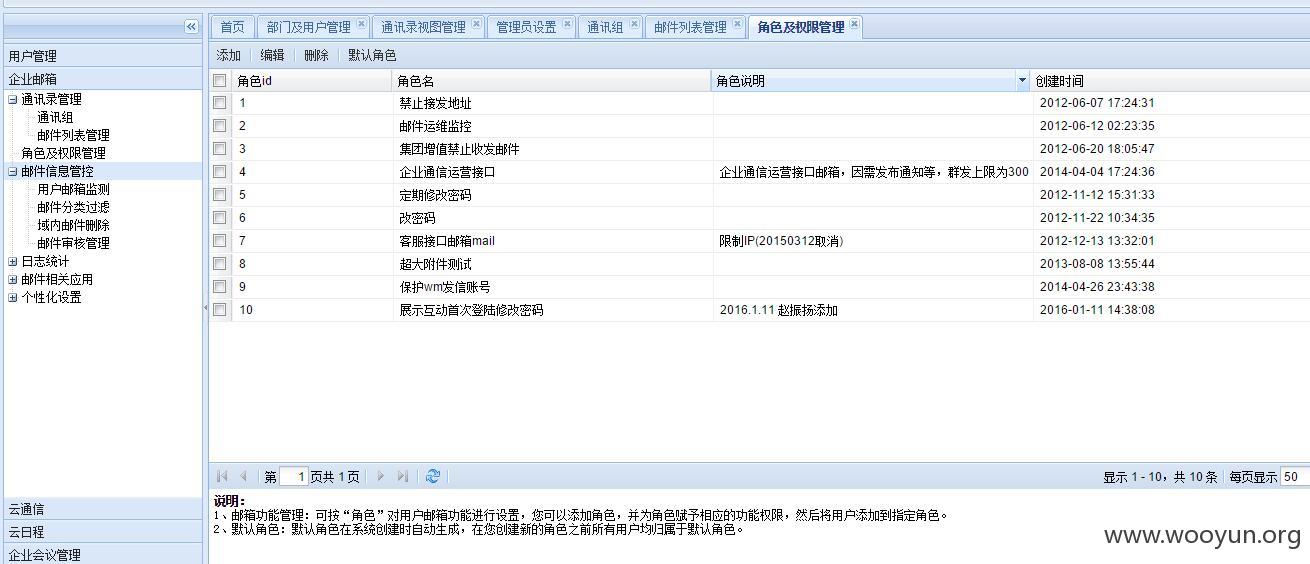 首页 部门及用户管理 通讯录视图管理 管理员设置 通讯组 邮件列表管理 角色及权限管理
用户管理
企业邮箱
通讯录管理
通讯组
邮件列表管理
角色及权限管理
邮件信息管控
用户邮箱监测
邮件分类过滤
域内邮件删除
邮件审核管理
日志统计
邮件相关应用
个性化设置
云通信
云日程
企业会议管理
添加 编辑 删除 默认角色
角色id 角色名 角色说明 创建时间
1 禁止接发地址 2012-06-07 17:24:31
2 邮件运维监控 2012-06-12 02:23:35
3 集团增值禁止收发邮件 2012-06-20 18:05:47
4 企业通信运营接口 企业通信运营接口邮箱，因需发布通知等，群发上限为300 2014-04-04 17:24:36
5 定期修改密码 2012-11-12 15:31:33
6 改密码 2012-11-22 10:34:35
7 客服接口邮箱mail 限制IP(20150312取消) 2012-12-13 13:32:01
8 超大附件测试 2013-08-08 13:55:44
9 保护wm发信账号 2014-04-26 23:43:38
10 展示互动首次登陆修改密码 2016.1.11 赵振扬添加 2016-01-11 14:38:08
第 1 页共 1 页 显示 1 - 10，共 10 条 每页显示 50
说明：
1、邮箱功能管理：可按“角色”对用户邮箱功能进行设置，您可以添加角色，并为角色赋予相应的功能权限，然后将用户添加到指定角色。
2、默认角色：默认角色在系统创建时自动生成，在您创建新的角色之前所有用户均归属于默认角色。
www.wooyun.org